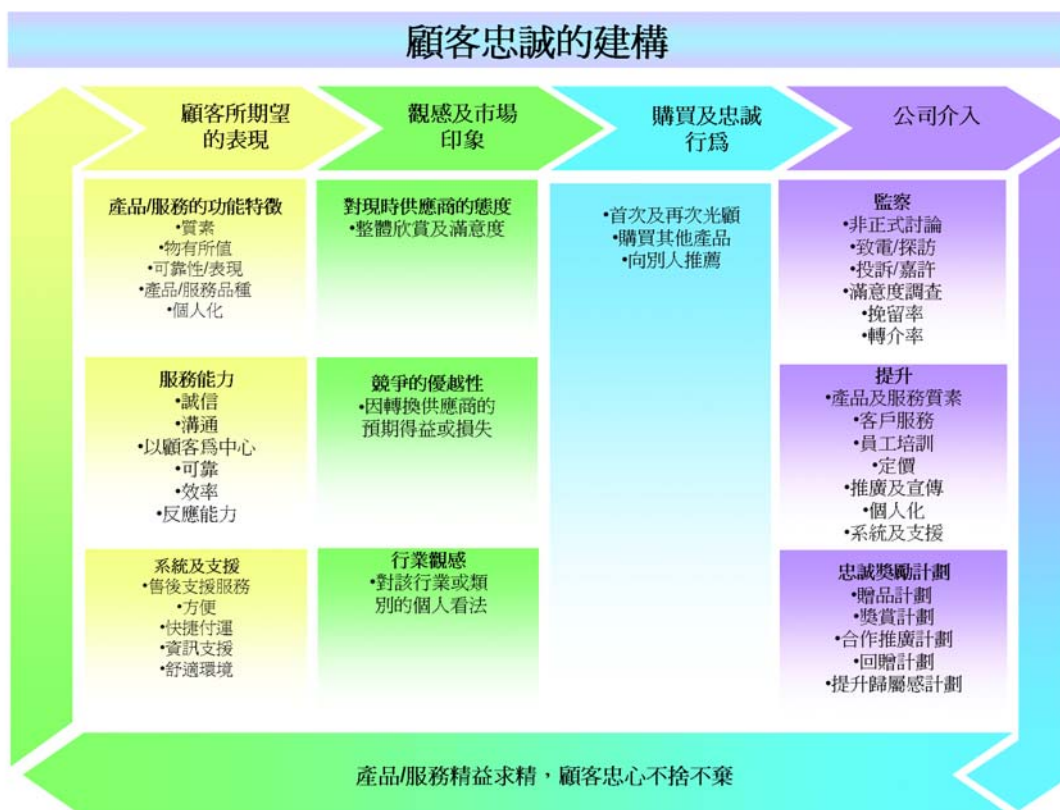 顧客忠誠的建構
顧客所期望
的表現
觀感及市場
印象
購買及忠誠
行為
公司介入
產品/服務的功能特徵
•質素
•物有所值
•可靠性/表現
•產品/服務品種
•個人化
服務能力
•誠信
•溝通
•以顧客為中心
•可靠
•效率
•反應能力
系統及支援
•售後支援服務
•方便
•快捷付運
•資訊支援
•舒適環境
對現時供應商的態度
•整體欣賞及滿意度
競爭的優越性
•因轉換供應商的
預期得益或損失
行業觀感
•對該行業或類
別的個人看法
•首次及再次光顧
•購買其他產品
•向別人推薦
監察
•非正式討論
•致電/探訪
•投訴/嘉許
•滿意度調查
•挽留率
•轉介率
提升
•產品及服務質素
•客戶服務
•員工培訓
•定價
•推廣及宣傳
•個人化
•系統及支援
忠誠獎勵計劃
•贈品計劃
•獎賞計劃
•合作推廣計劃
•回贈計劃
•提升歸屬感計劃
產品/服務精益求精，顧客忠心不捨不棄